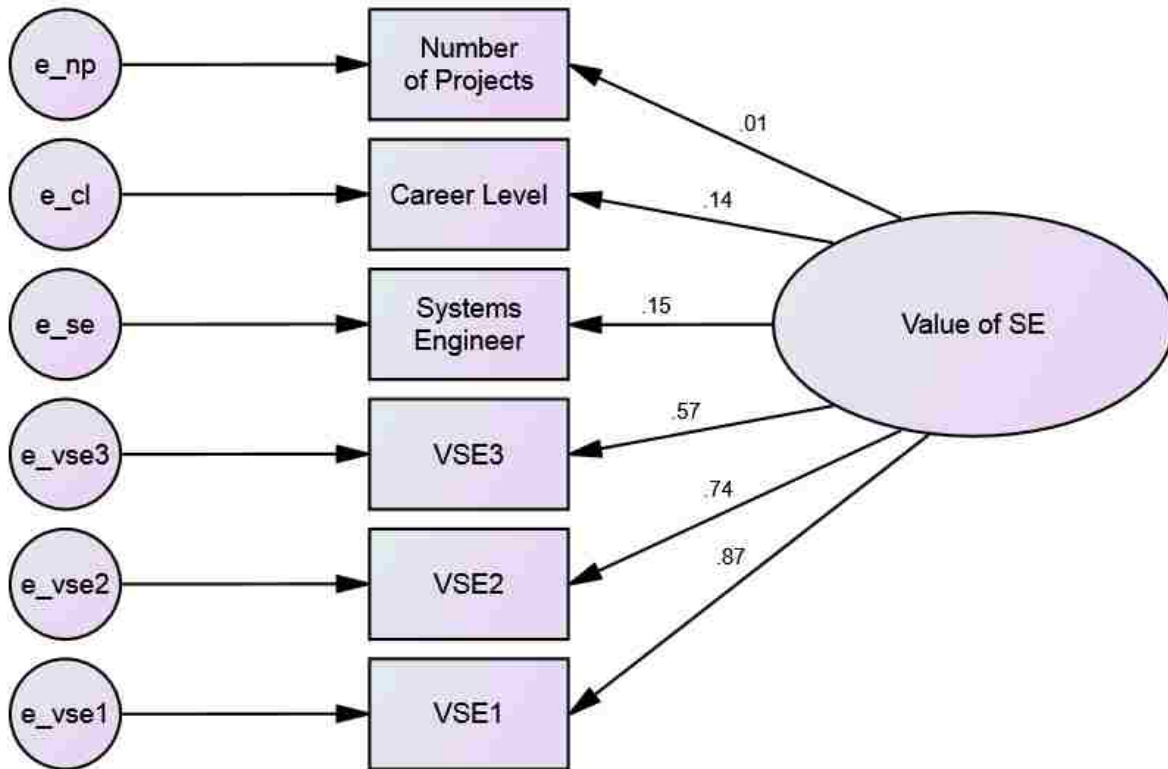 e_np
Number
of Projects
.01
e_cl
Career Level
.14
e_se
Systems
Engineer
.15
Value of SE
e_vse3
VSE3
.57
e_vse2
VSE2
.74
e_vse1
VSE1
.87